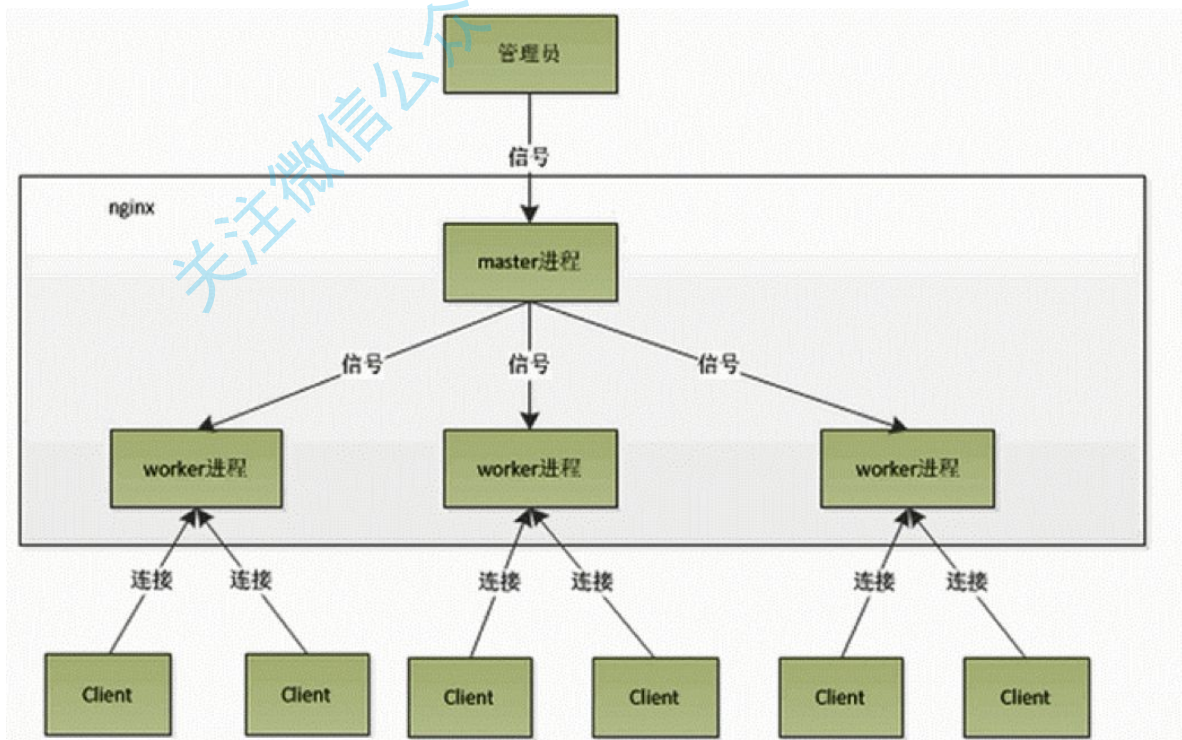 管理员
关注微信公众
信号
nginx
master进程
信号 信号 信号
worker进程 worker进程 worker进程
连接 连接 连接 连接 连接 连接
Client Client Client Client Client Client